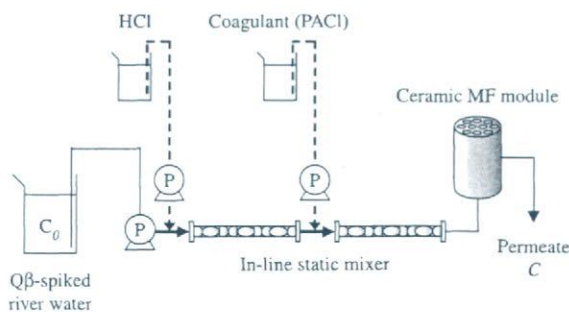 HCl
Coagulant (PACl)
Ceramic MF module
P
P
C0
P
In-line static mixer
Permeate
C
Qβ-spiked
river water